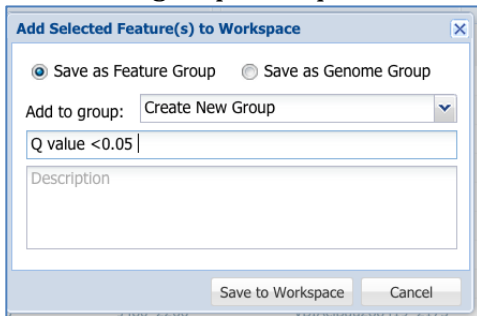 Add Selected Feature(s) to Workspace
Save as Feature Group Save as Genome Group
Add to group: Create New Group
Q value <0.05
Description
Save to Workspace Cancel